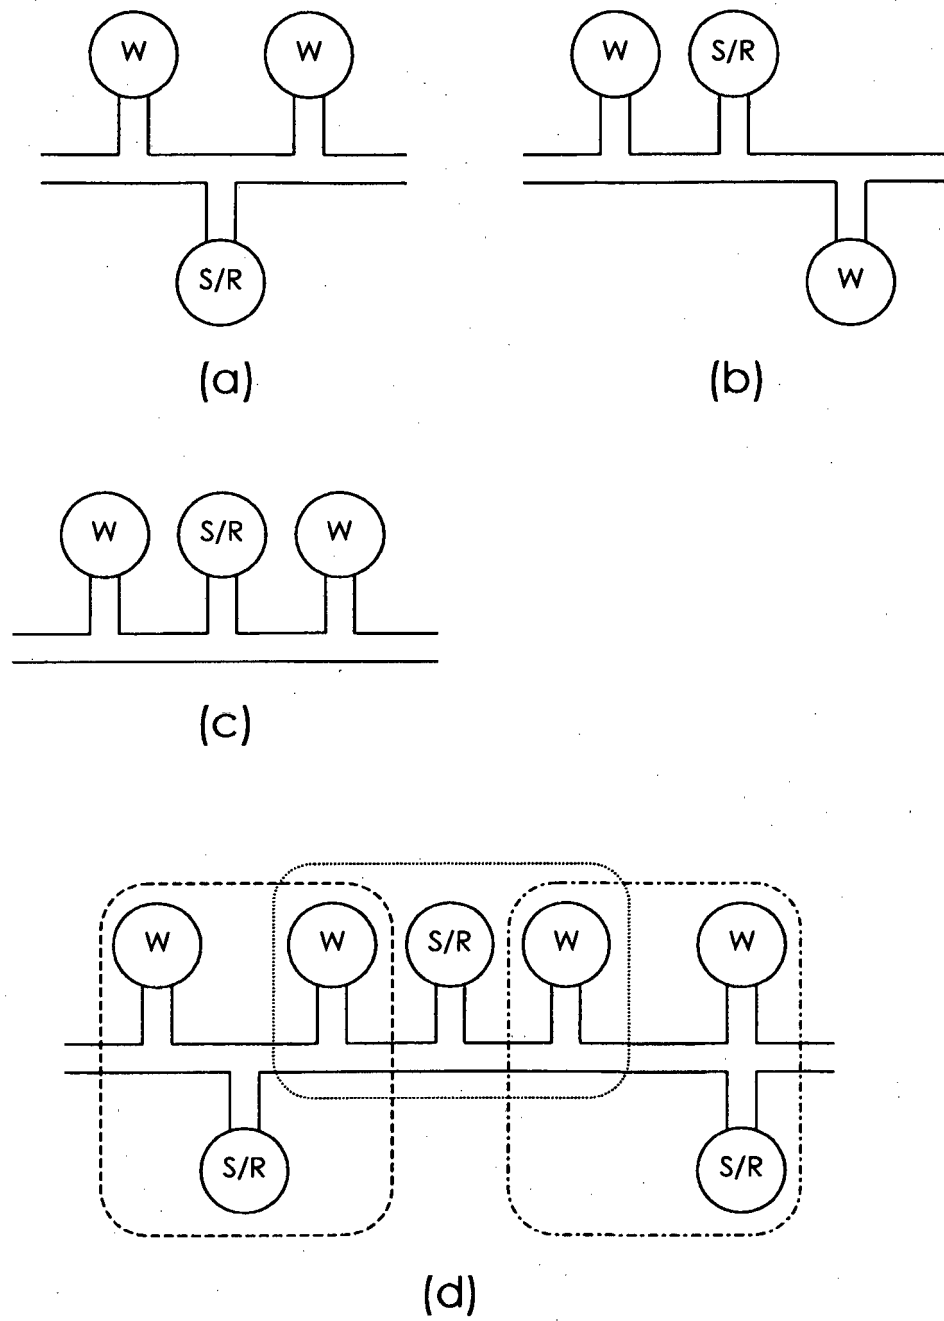 W W W S/R
S/R W
(a) (b)
W S/R W
(c)
W W S/R W W
S/R S/R
(d)